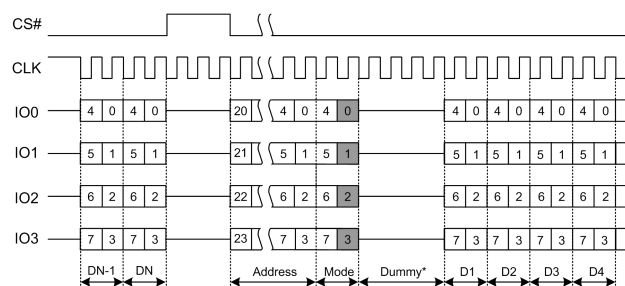 CS#
CLK
IO0 4 0 4 0 20 4 0 4 0 4 0 4 0 4 0 4 0
IO1 5 1 5 1 21 5 1 5 1 5 1 5 1 5 1 5 1
IO2 6 2 6 2 22 6 2 6 2 6 2 6 2 6 2 6 2
IO3 7 3 7 3 23 7 3 7 3 7 3 7 3 7 3 7 3
DN-1 DN Address Mode Dummy* D1 D2 D3 D4